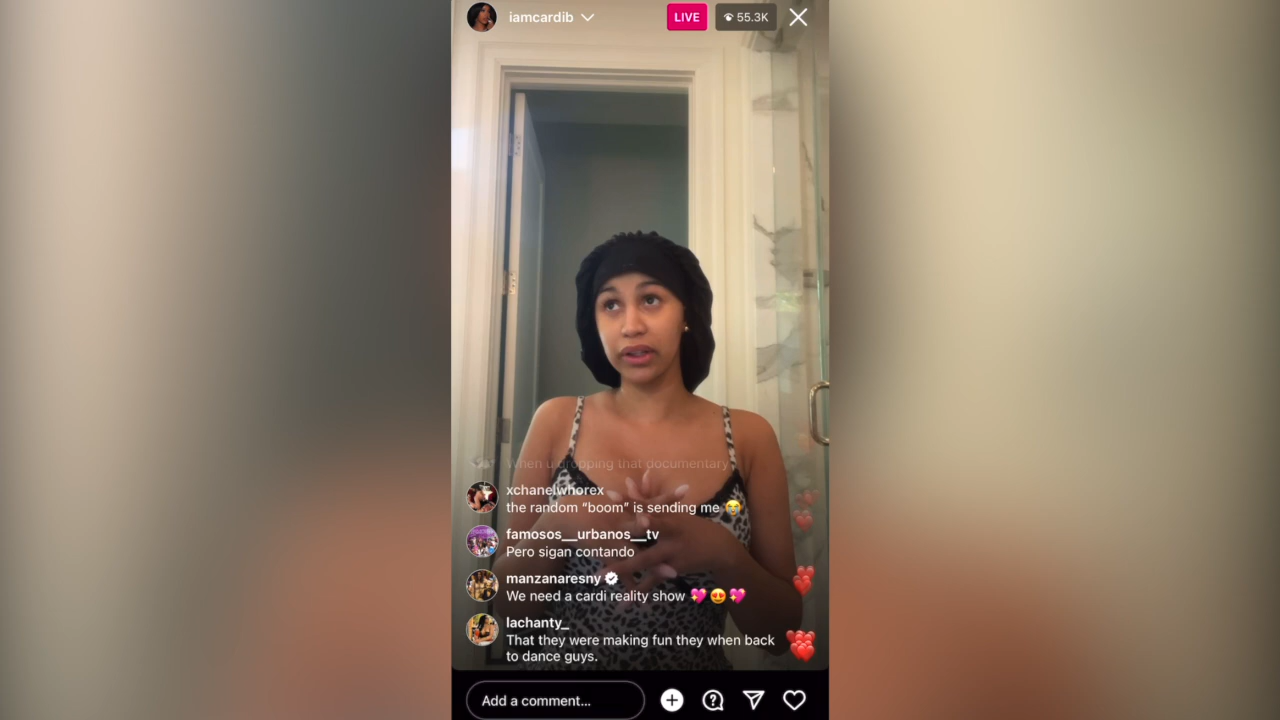 iamcardib
LIVE
55.3K
When u dropping that documentary
xchanelwhorex
the random “boom” is sending me 😭
famosos__urbanos__tv
Pero sigan contando
manzanaresny
We need a cardi reality show 💖😍💖
lachanty_
That they were making fun they when back
to dance guys.
Add a comment...